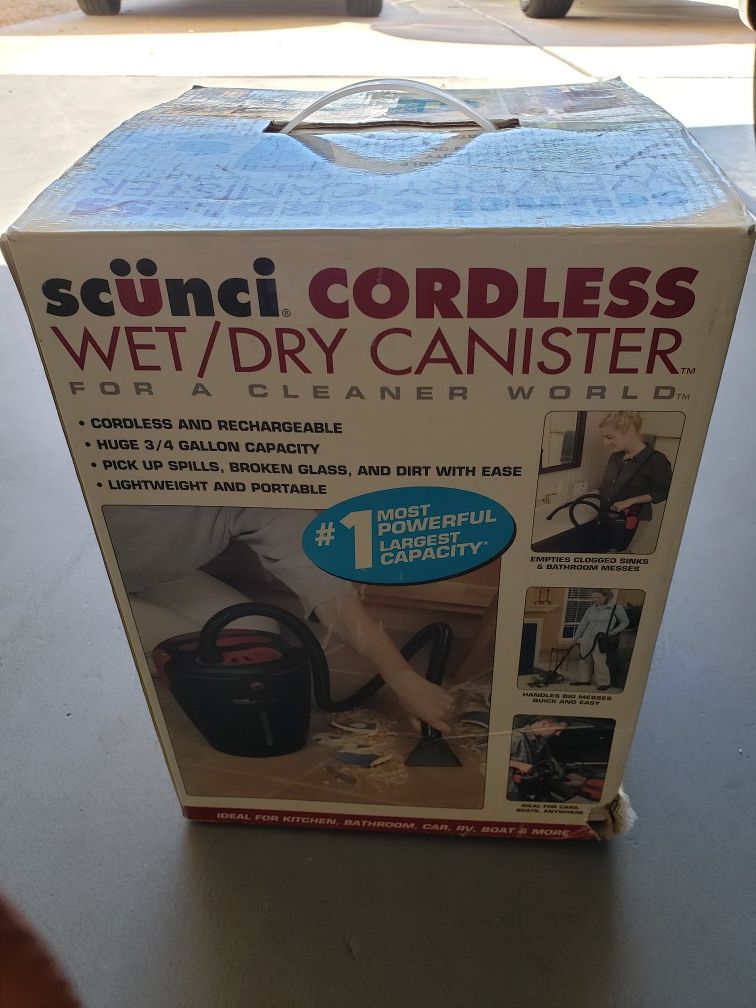 scünci® CORDLESS
WET/DRY CANISTER™
FOR A CLEANER WORLD™
• CORDLESS AND RECHARGEABLE
• HUGE 3/4 GALLON CAPACITY
• PICK UP SPILLS, BROKEN GLASS, AND DIRT WITH EASE
• LIGHTWEIGHT AND PORTABLE
#1 MOST
POWERFUL
LARGEST
CAPACITY*
EMPTIES CLOGGED SINKS
& BATHROOM MESSES
HANDLES BIG MESSES
QUICK AND EASY
IDEAL FOR CARS,
BOATS, ANYWHERE
IDEAL FOR KITCHEN, BATHROOM, CAR, RV, BOAT & MORE